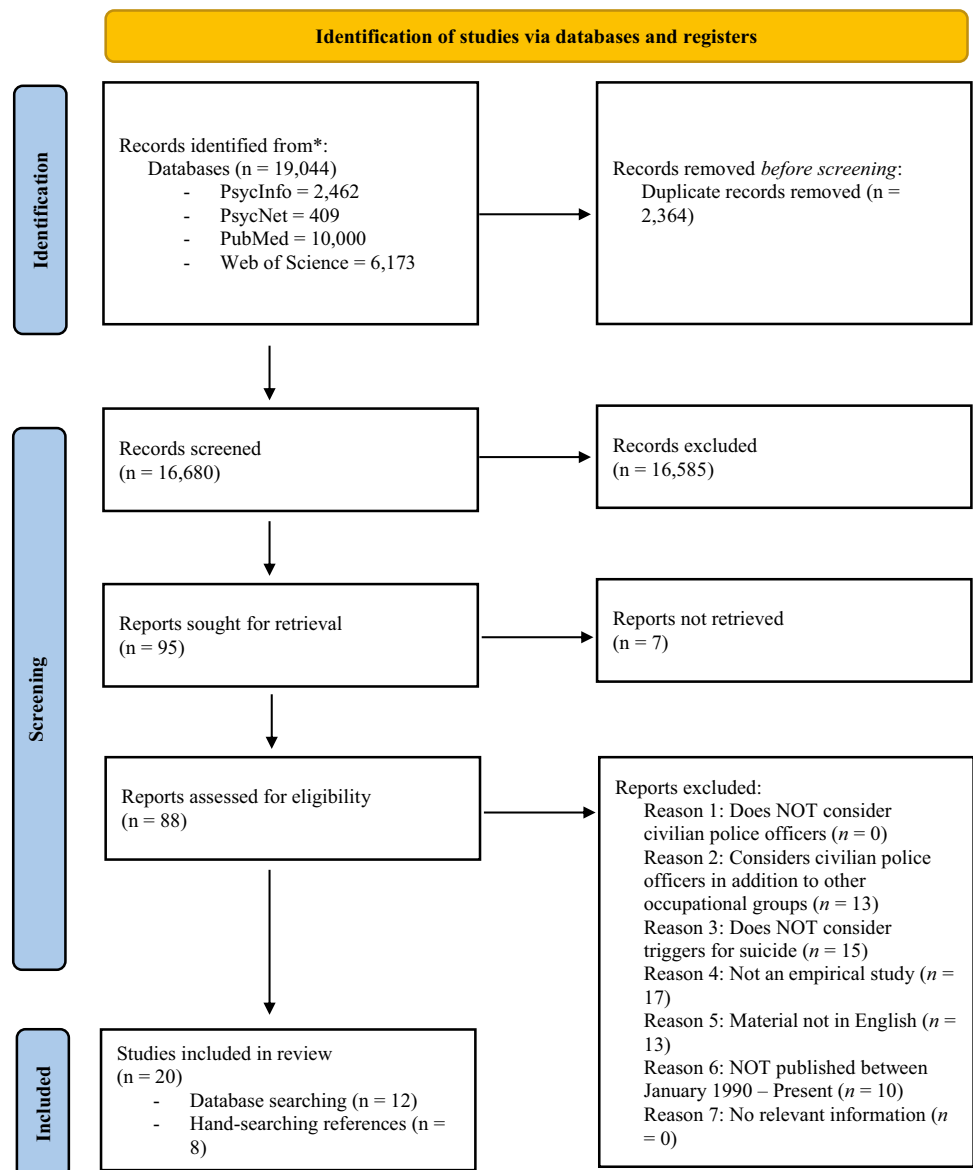 Identification of studies via databases and registers
Identification
Records identified from*:
Databases (n = 19,044)
- PsycInfo = 2,462
- PsycNet = 409
- PubMed = 10,000
- Web of Science = 6,173
Records removed before screening:
Duplicate records removed (n =
2,364)
Screening
Records screened
(n = 16,680)
Records excluded
(n = 16,585)
Reports sought for retrieval
(n = 95)
Reports not retrieved
(n = 7)
Reports assessed for eligibility
(n = 88)
Reports excluded:
Reason 1: Does NOT consider
civilian police officers (n = 0)
Reason 2: Considers civilian police
officers in addition to other
occupational groups (n = 13)
Reason 3: Does NOT consider
triggers for suicide (n = 15)
Reason 4: Not an empirical study (n =
17)
Reason 5: Material not in English (n =
13)
Reason 6: NOT published between
January 1990 – Present (n = 10)
Reason 7: No relevant information (n
= 0)
Included
Studies included in review
(n = 20)
- Database searching (n = 12)
- Hand-searching references (n =
8)